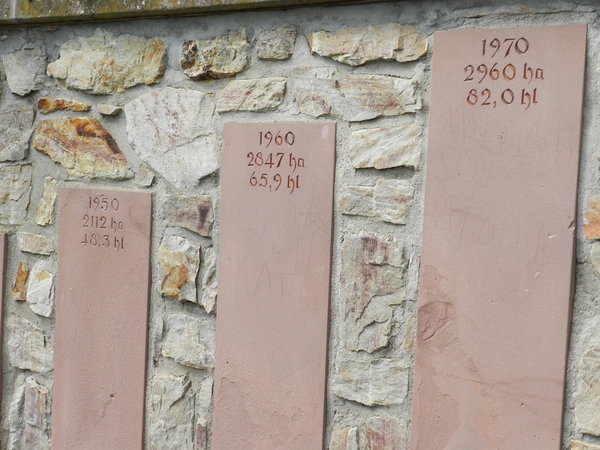 1950
2112 ha
48,3 hl
1960
2847 ha
65,9 hl
1970
2960 ha
82,0 hl